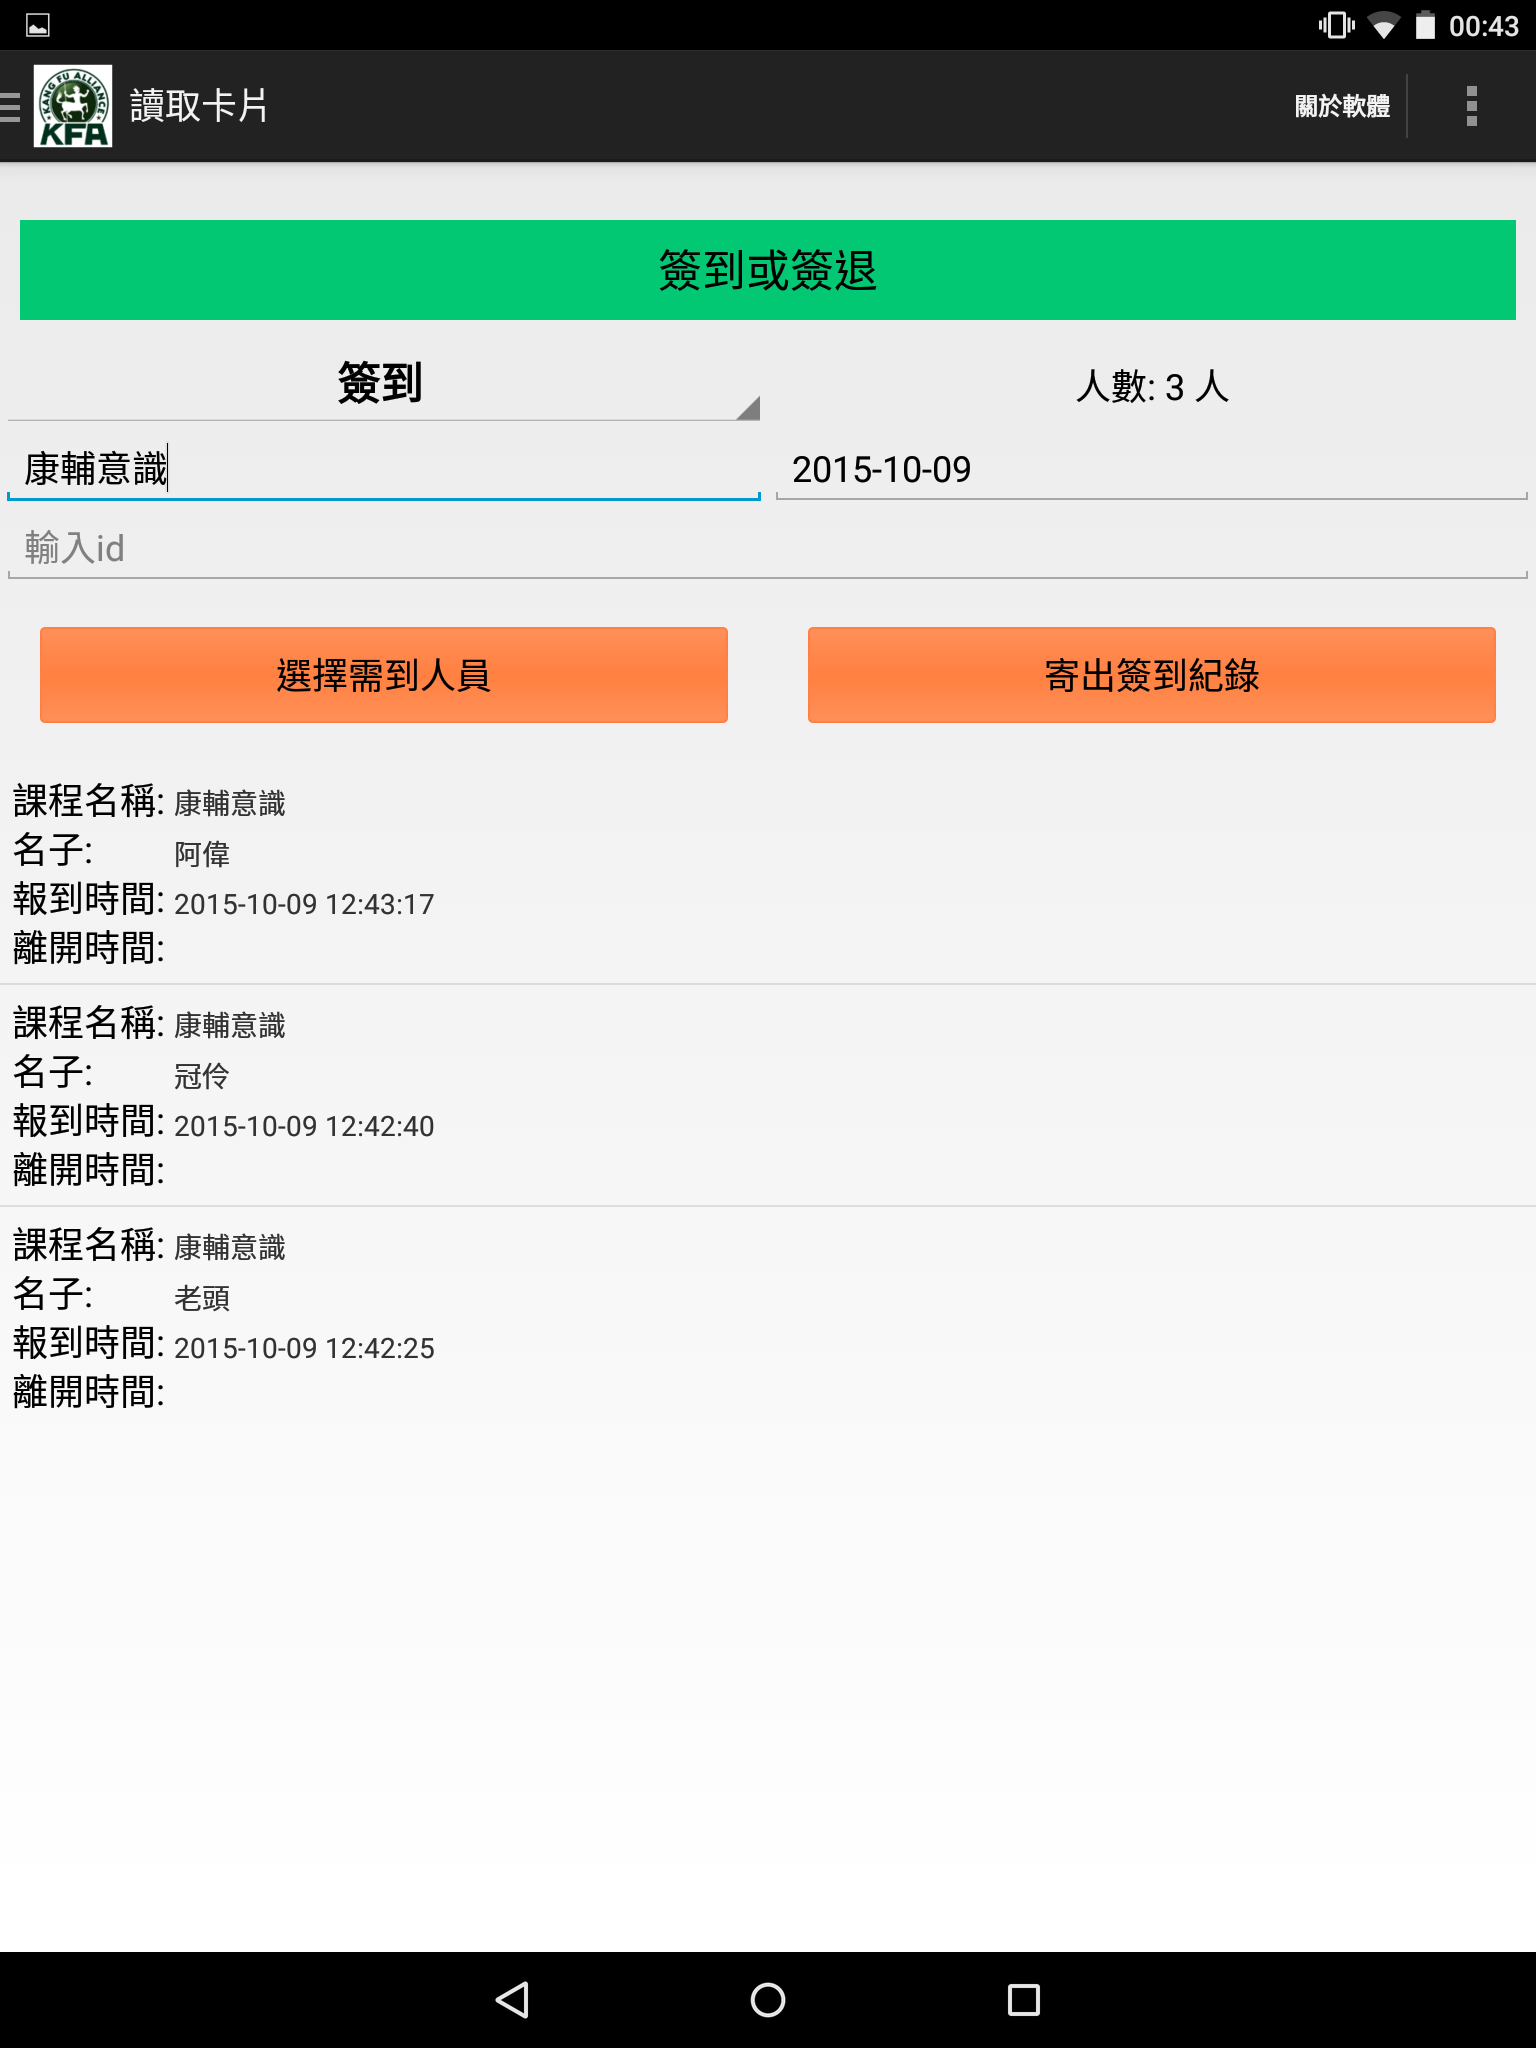 00:43
KANG FU ALLIANCE
KFA
讀取卡片
關於軟體
簽到或簽退
簽到
人數: 3 人
康輔意識
2015-10-09
輸入id
選擇需到人員
寄出簽到紀錄
課程名稱: 康輔意識
名子: 阿偉
報到時間: 2015-10-09 12:43:17
離開時間:
課程名稱: 康輔意識
名子: 冠伶
報到時間: 2015-10-09 12:42:40
離開時間:
課程名稱: 康輔意識
名子: 老頭
報到時間: 2015-10-09 12:42:25
離開時間: